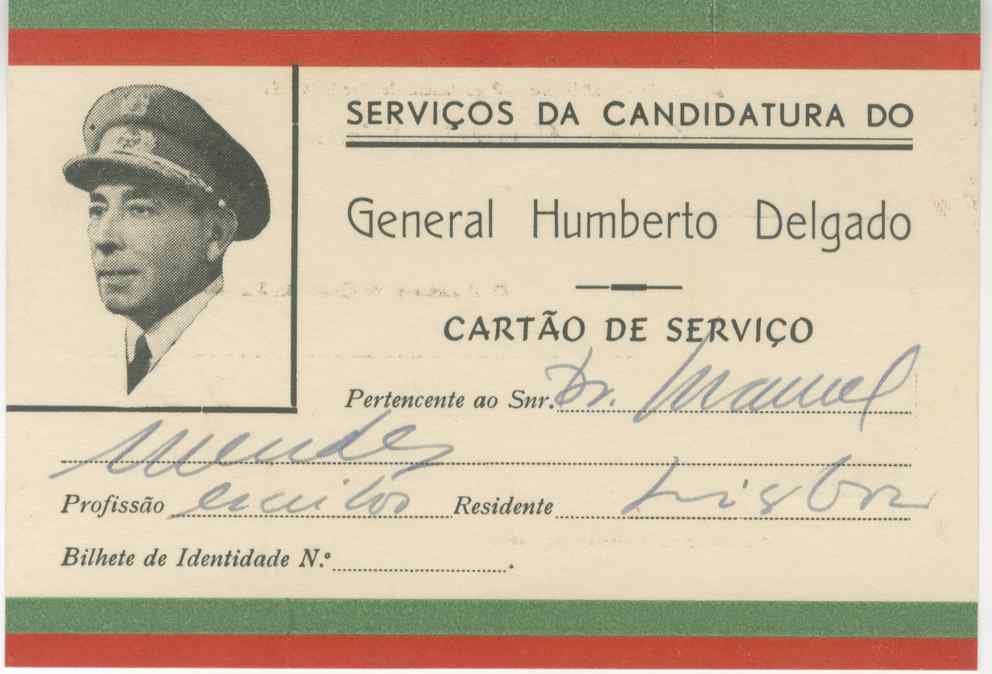 SERVIÇOS DA CANDIDATURA DO
General Humberto Delgado
CARTÃO DE SERVIÇO
Pertencente ao Snr. Dr. Manuel
Mendes
Profissão escritor Residente Lisboa
Bilhete de Identidade N.º